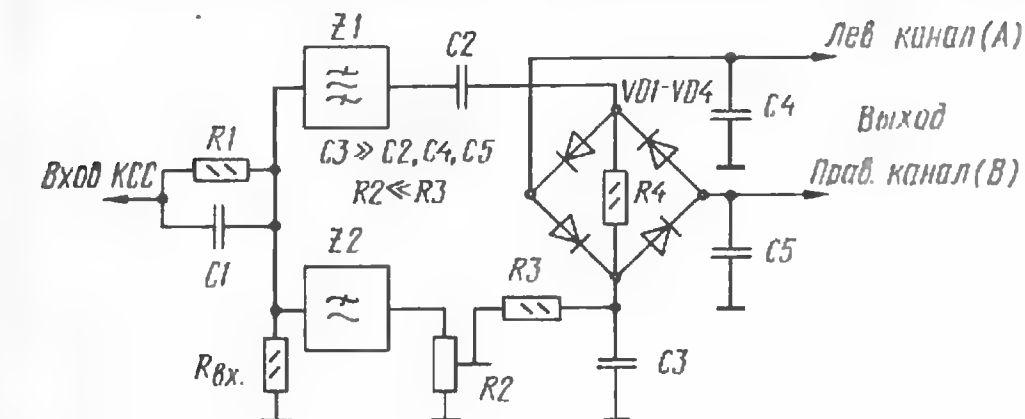 Z1
C2
Лев канал(А)
VD1-VD4
C4
R1
C3≫C2,C4,C5
Выход
Вход КСС
R2≪R3
R4
Прав. канал(В)
C1
Z2
R3
C5
Rвх.
R2
C3